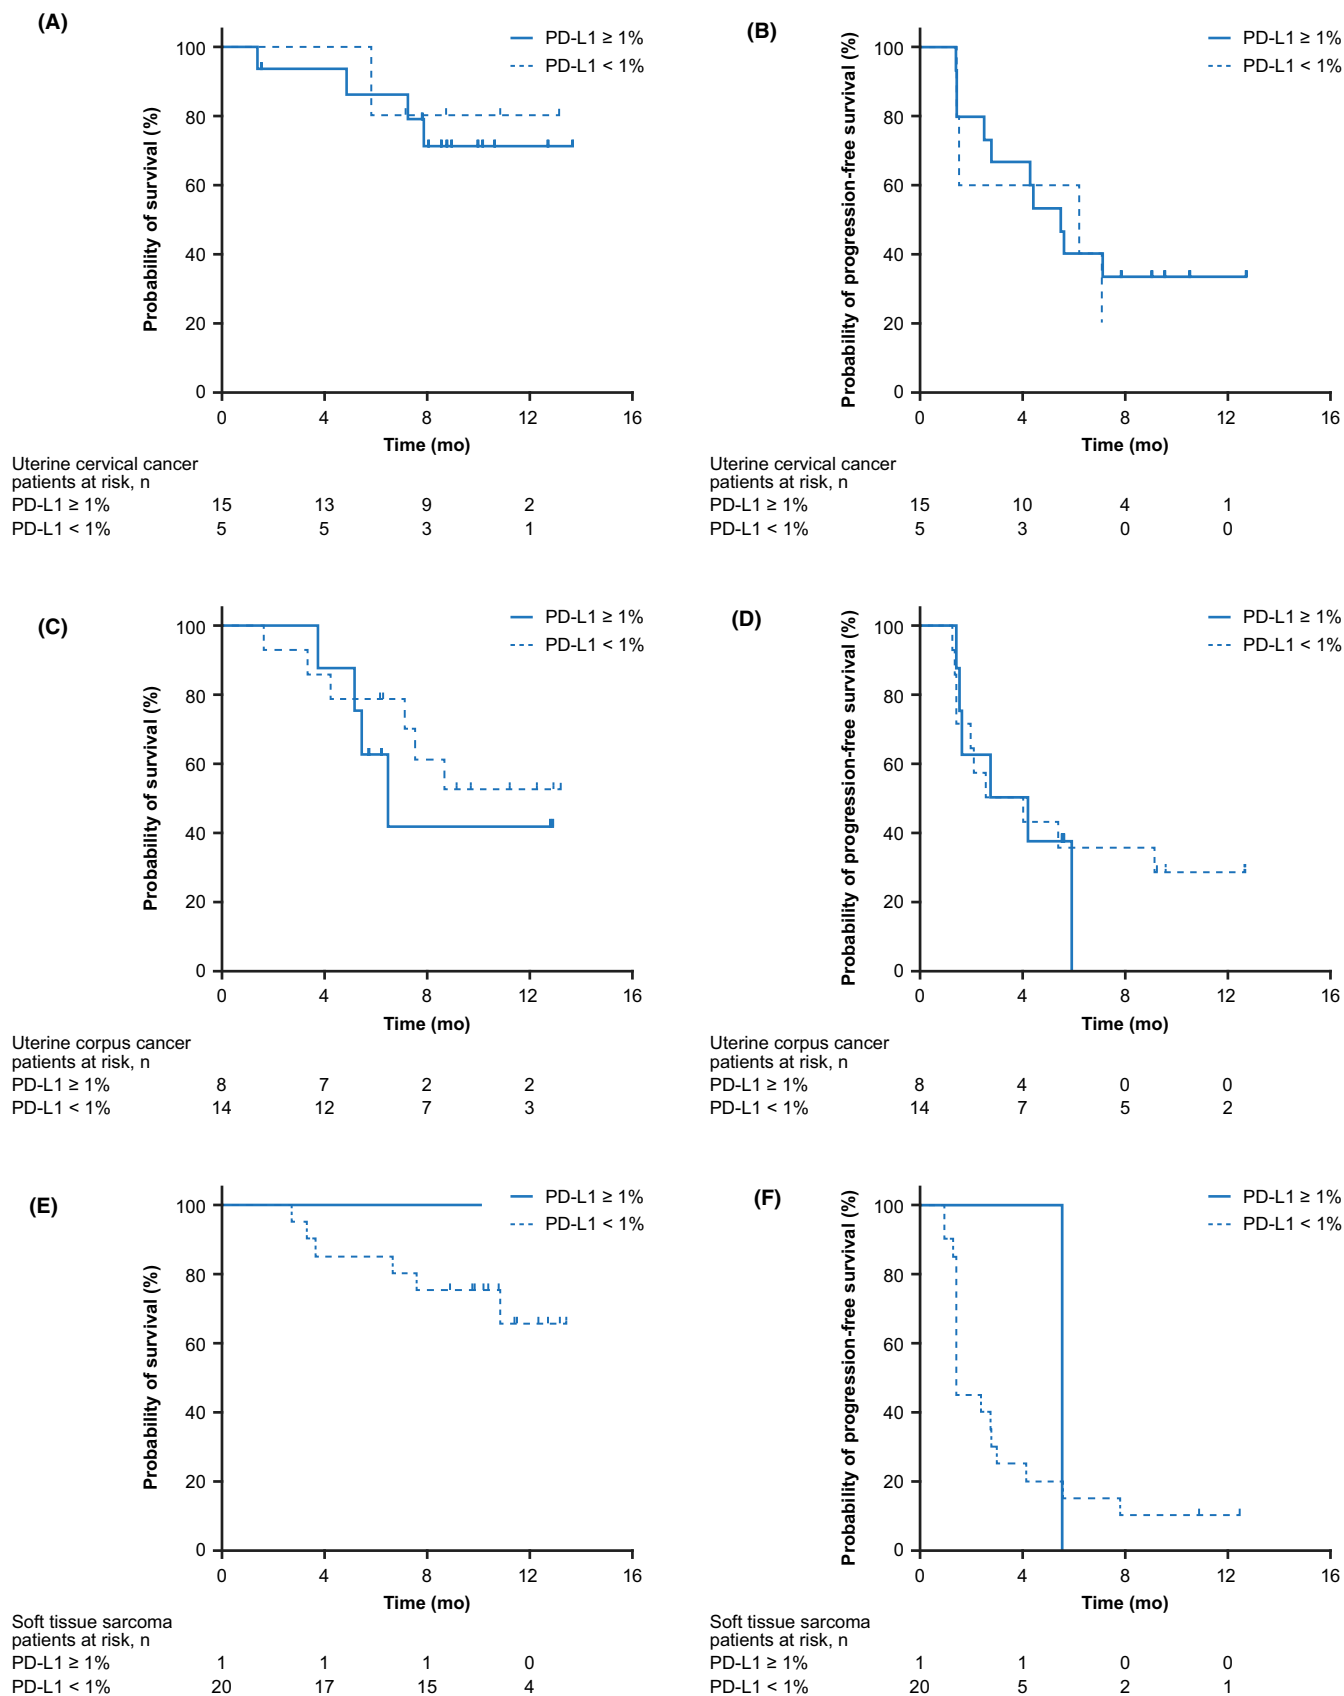 (A)
PD-L1 ≥ 1%
PD-L1 < 1%
Probability of survival (%)
100
80
60
40
20
0
0 4 8 12 16
Time (mo)
Uterine cervical cancer
patients at risk, n
PD-L1 ≥ 1% 15 13 9 2
PD-L1 < 1% 5 5 3 1
(B)
PD-L1 ≥ 1%
PD-L1 < 1%
Probability of progression-free survival (%)
100
80
60
40
20
0
0 4 8 12 16
Time (mo)
Uterine cervical cancer
patients at risk, n
PD-L1 ≥ 1% 15 10 4 1
PD-L1 < 1% 5 3 0 0
(C)
PD-L1 ≥ 1%
PD-L1 < 1%
Probability of survival (%)
100
80
60
40
20
0
0 4 8 12 16
Time (mo)
Uterine corpus cancer
patients at risk, n
PD-L1 ≥ 1% 8 7 2 2
PD-L1 < 1% 14 12 7 3
(D)
PD-L1 ≥ 1%
PD-L1 < 1%
Probability of progression-free survival (%)
100
80
60
40
20
0
0 4 8 12 16
Time (mo)
Uterine corpus cancer
patients at risk, n
PD-L1 ≥ 1% 8 4 0 0
PD-L1 < 1% 14 7 5 2
(E)
PD-L1 ≥ 1%
PD-L1 < 1%
Probability of survival (%)
100
80
60
40
20
0
0 4 8 12 16
Time (mo)
Soft tissue sarcoma
patients at risk, n
PD-L1 ≥ 1% 1 1 1 0
PD-L1 < 1% 20 17 15 4
(F)
PD-L1 ≥ 1%
PD-L1 < 1%
Probability of progression-free survival (%)
100
80
60
40
20
0
0 4 8 12 16
Time (mo)
Soft tissue sarcoma
patients at risk, n
PD-L1 ≥ 1% 1 1 0 0
PD-L1 < 1% 20 5 2 1